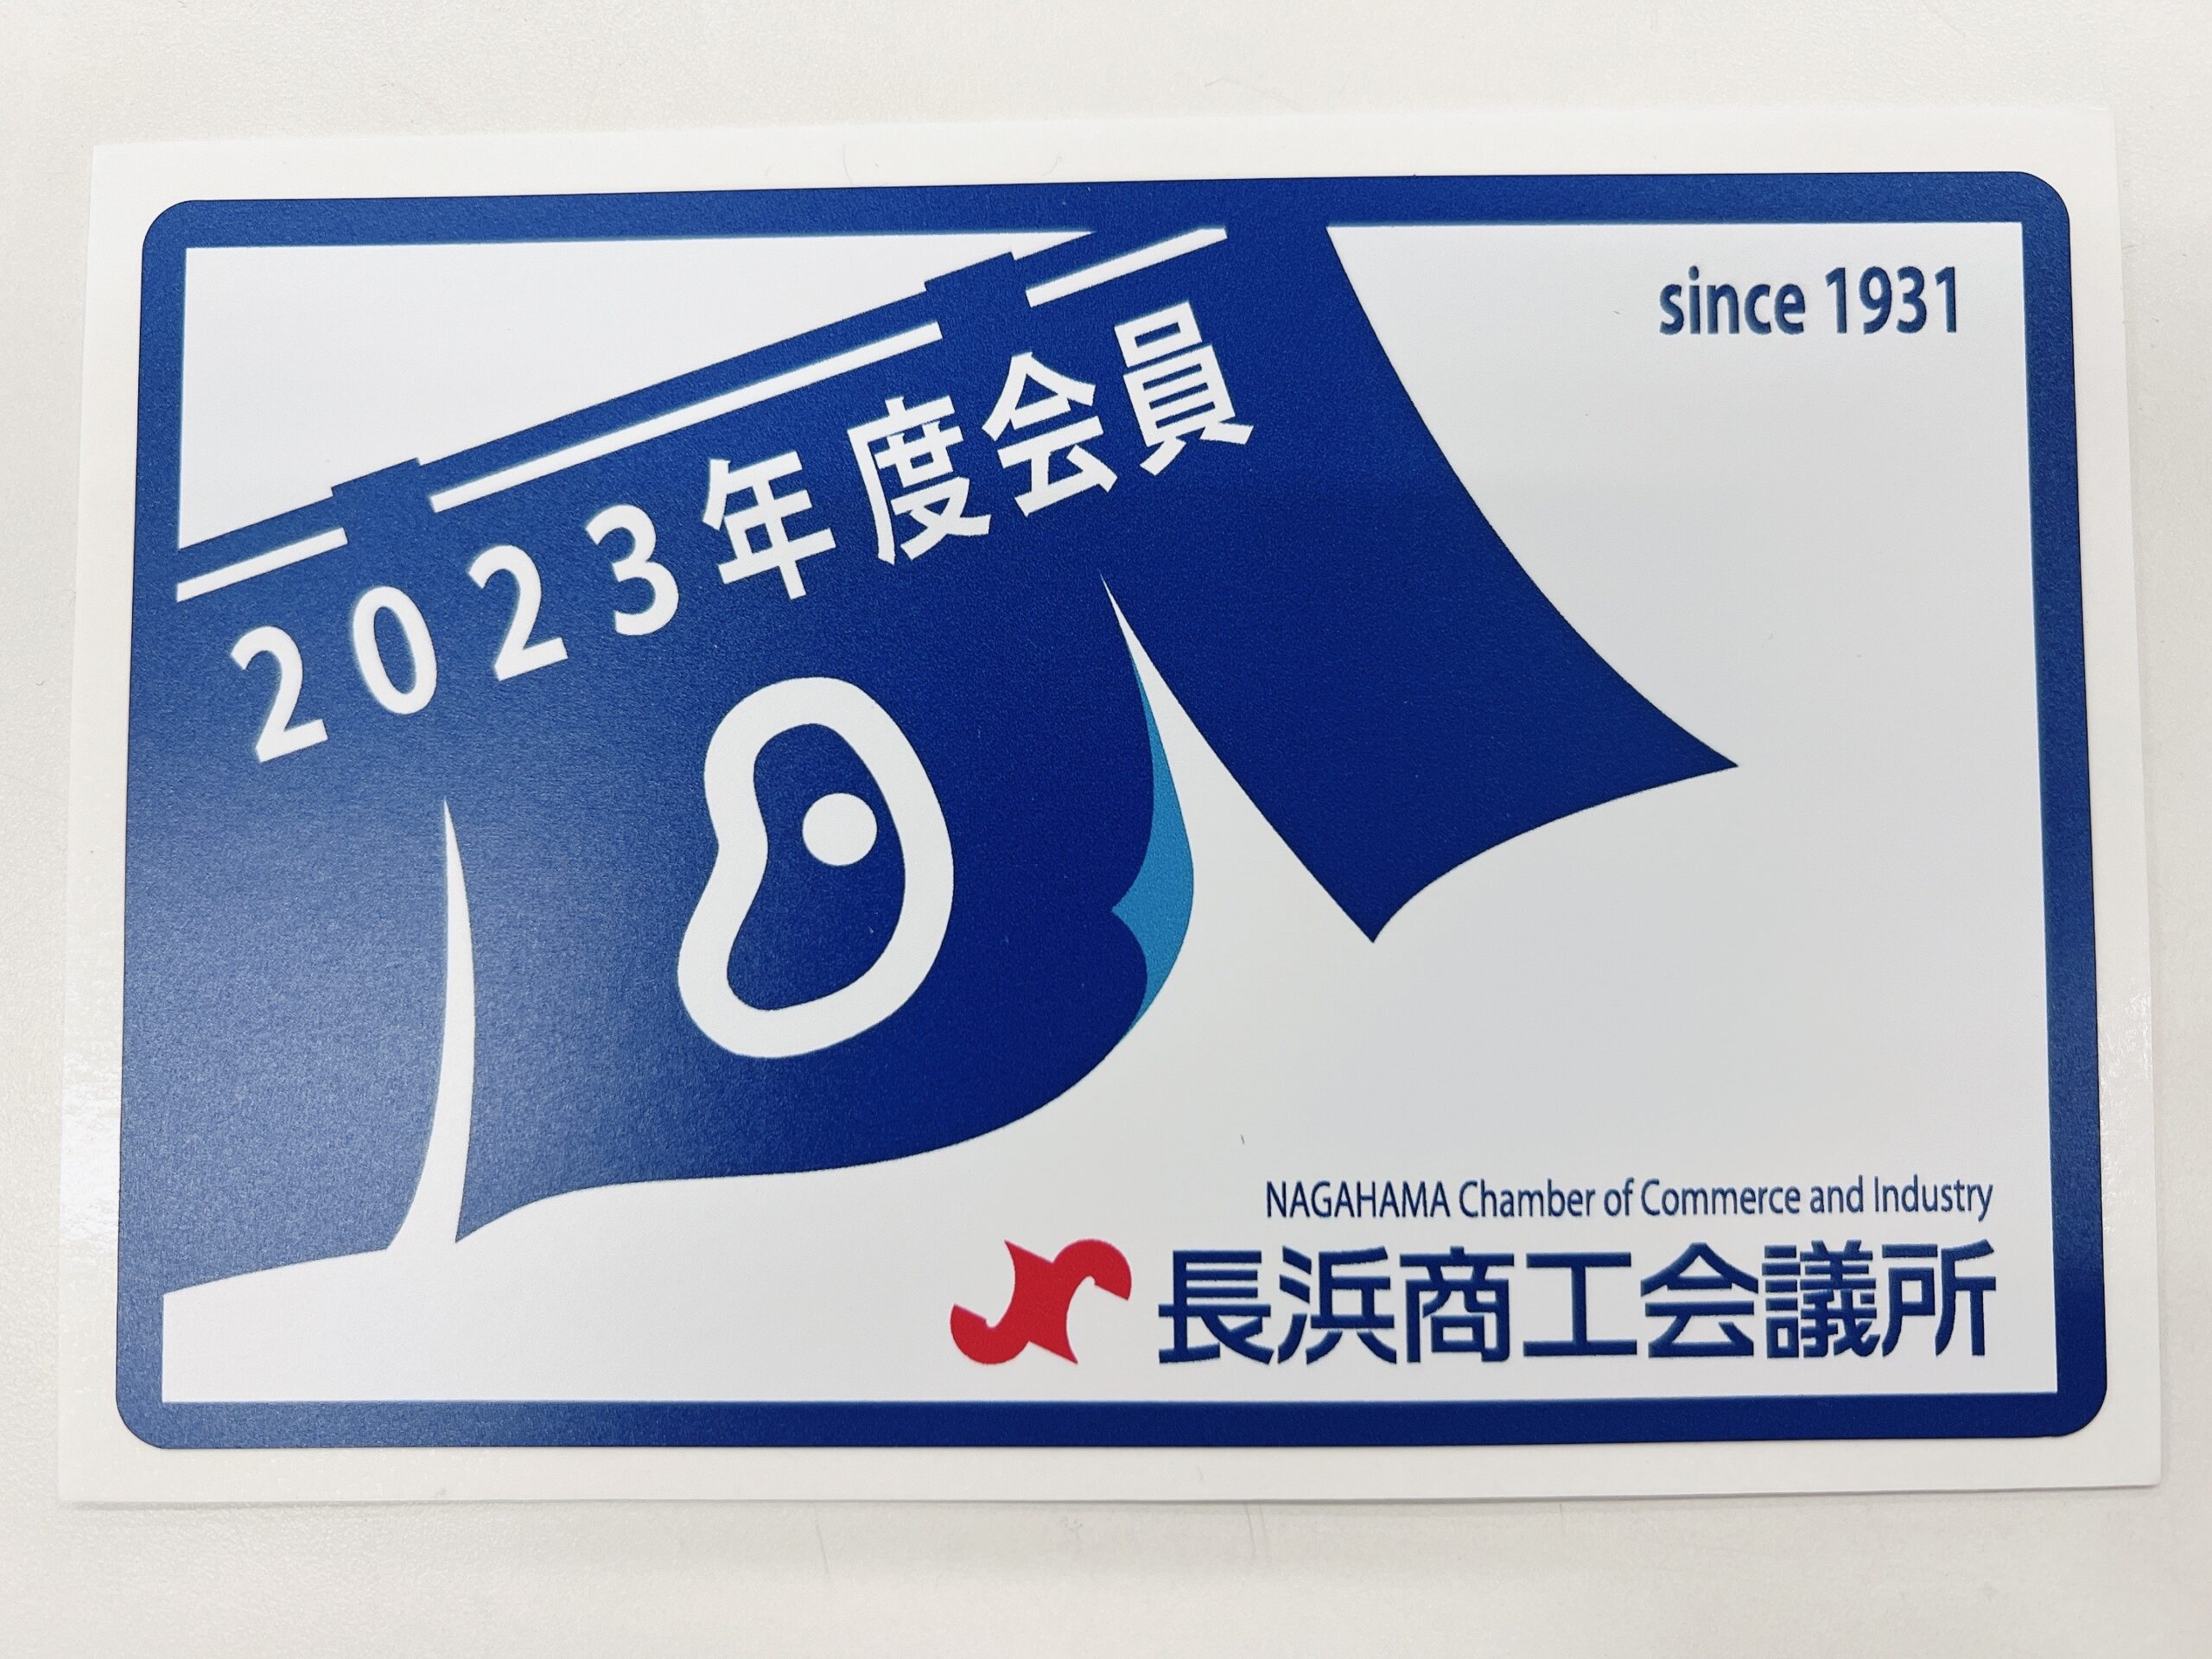 since 1931
2023年度会員
NAGAHAMA Chamber of Commerce and Industry
長浜商工会議所